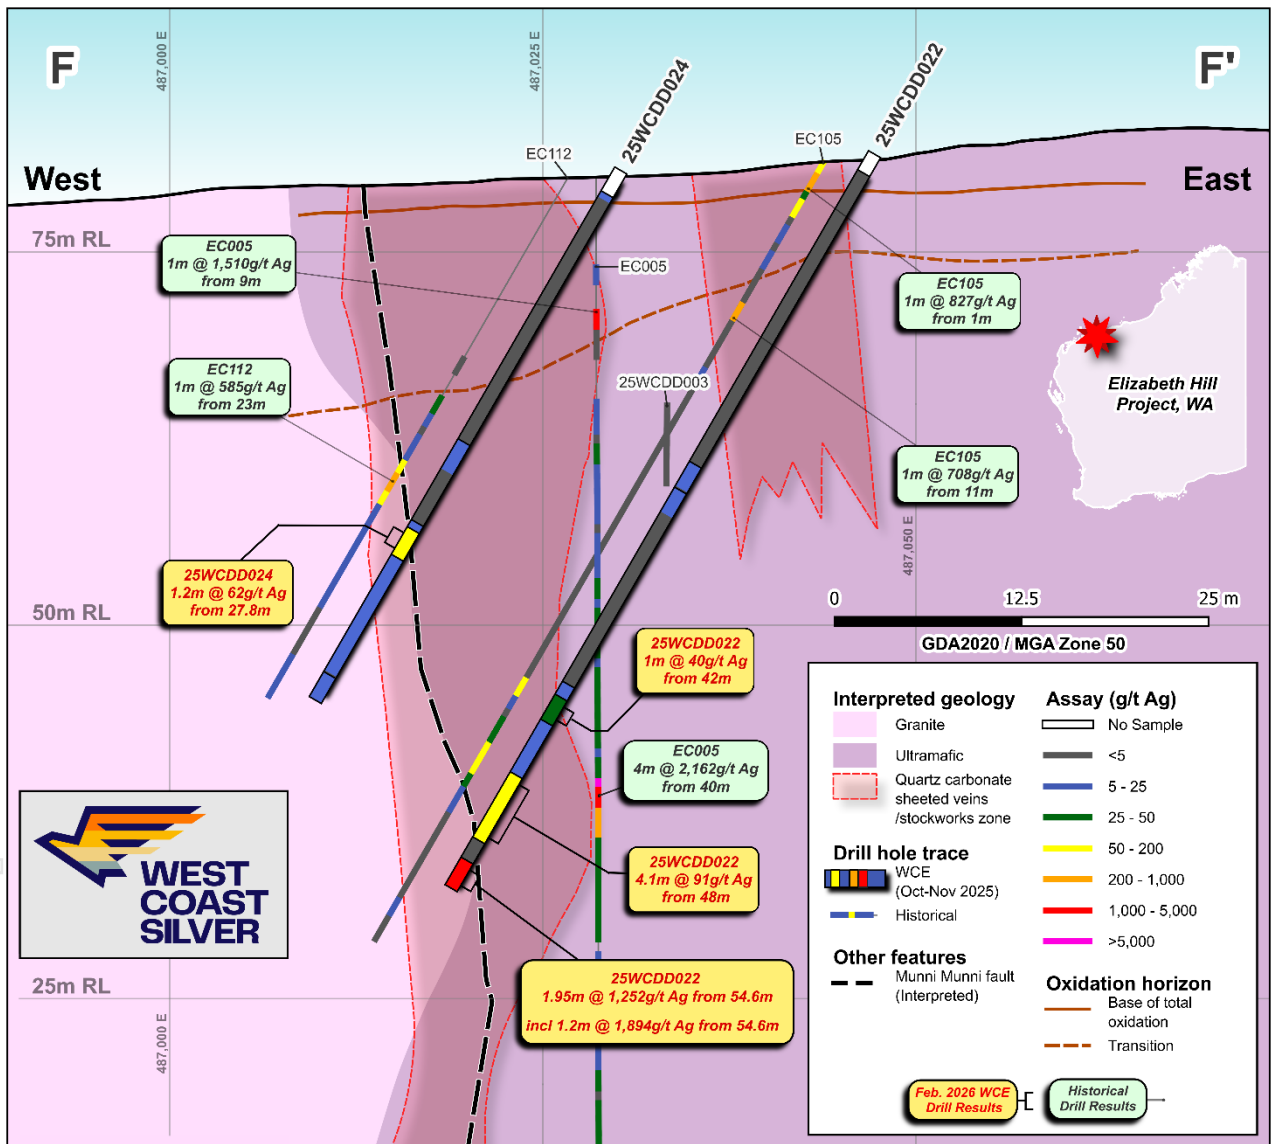 F
F'
487,000 E
487,025 E
25WCDD024
25WCDD022
EC112
EC105
West
East
75m RL
EC005
1m @ 1,510g/t Ag
from 9m
EC005
EC105
1m @ 827g/t Ag
from 1m
EC112
1m @ 585g/t Ag
from 23m
25WCDD003
Elizabeth Hill
Project, WA
EC105
1m @ 708g/t Ag
from 11m
487,050 E
25WCDD024
1.2m @ 62g/t Ag
from 27.8m
50m RL
0
12.5
25 m
GDA2020 / MGA Zone 50
25WCDD022
1m @ 40g/t Ag
from 42m
EC005
4m @ 2,162g/t Ag
from 40m
25WCDD022
4.1m @ 91g/t Ag
from 48m
WEST
COAST
SILVER
25m RL
25WCDD022
1.95m @ 1,252g/t Ag from 54.6m
incl 1.2m @ 1,894g/t Ag from 54.6m
487,000 E
Interpreted geology
Granite
Ultramafic
Quartz carbonate
sheeted veins
/stockworks zone
Drill hole trace
WCE
(Oct-Nov 2025)
Historical
Other features
Munni Munni fault
(Interpreted)
Assay (g/t Ag)
No Sample
<5
5 - 25
25 - 50
50 - 200
200 - 1,000
1,000 - 5,000
>5,000
Oxidation horizon
Base of total
oxidation
Transition
Feb. 2026 WCE
Drill Results
Historical
Drill Results